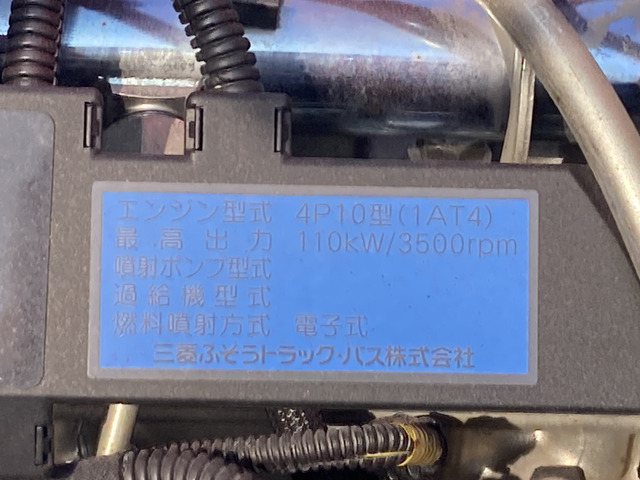 エンジン型式 4P10型(1AT4)
最高出力 110kW/3500rpm
噴射ポンプ型式
過給機型式
燃料噴射方式 電子式
三菱ふそうトラック・バス株式会社